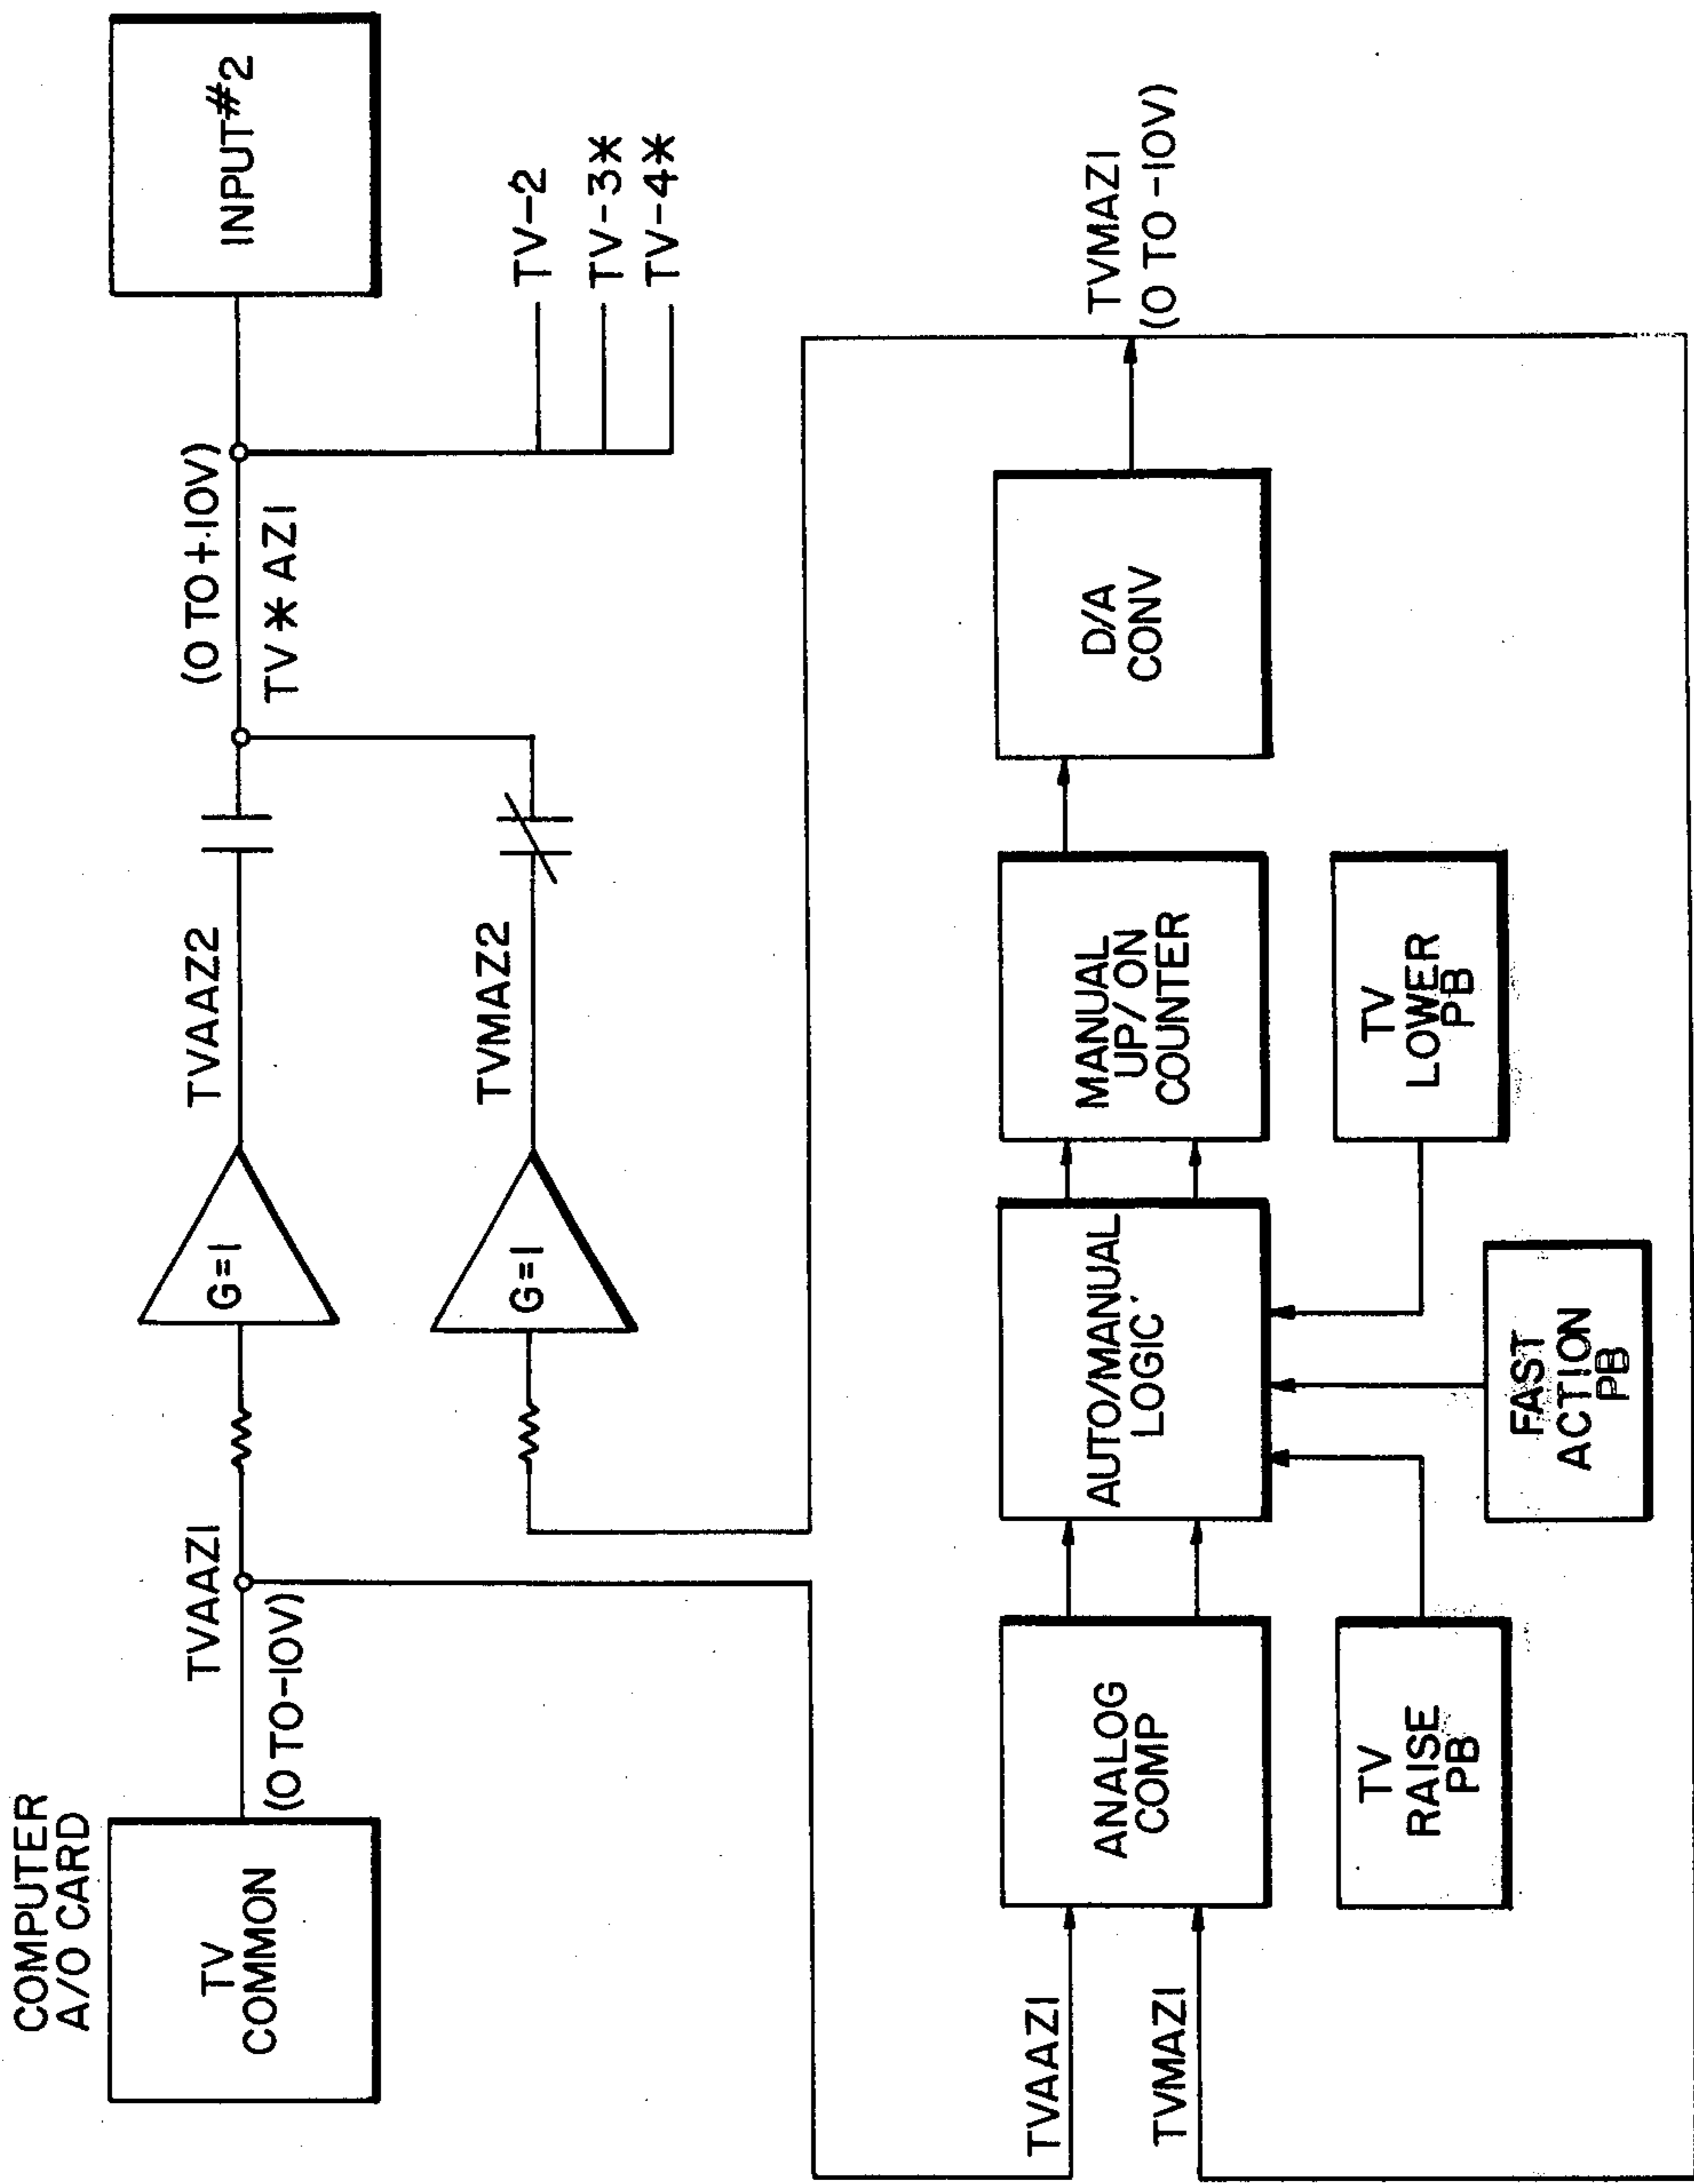 COMPUTER
A/O CARD
TV
COMMON
TVAAZ1
(0 TO-10V)
G=1
TVAAZ2
(0 TO+10V)
TV * AZ1
INPUT #2
G=1
TVMAZ2
TV-2
TV-3*
TV-4*
TVAAZ1
TVMAZ1
ANALOG
COMP
AUTO/MANUAL
LOGIC
MANUAL
UP/ON
COUNTER
D/A
CONV
TVMAZ1
(0 TO -10V)
TV
RAISE
PB
FAST
ACTION
PB
TV
LOWER
PB